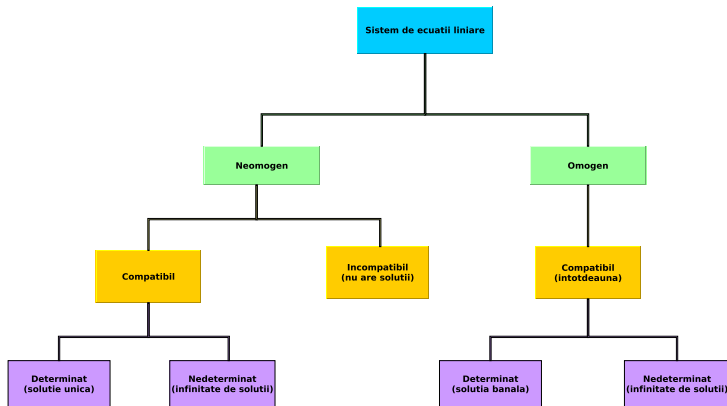 Sistem de ecuatii liniare
Neomogen
Omogen
Compatibil
Incompatibil
(nu are solutii)
Compatibil
(intotdeauna)
Determinat
(solutie unica)
Nedeterminat
(infinitate de solutii)
Determinat
(solutia banala)
Nedeterminat
(infinitate de solutii)